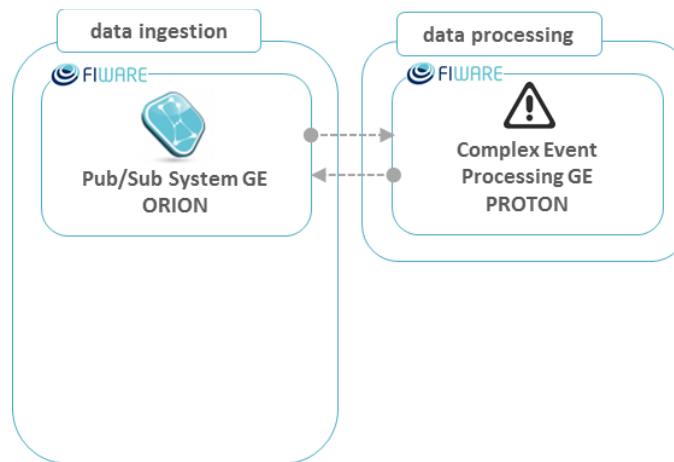 data ingestion
FIWARE
Pub/Sub System GE
ORION
data processing
FIWARE
Complex Event
Processing GE
PROTON